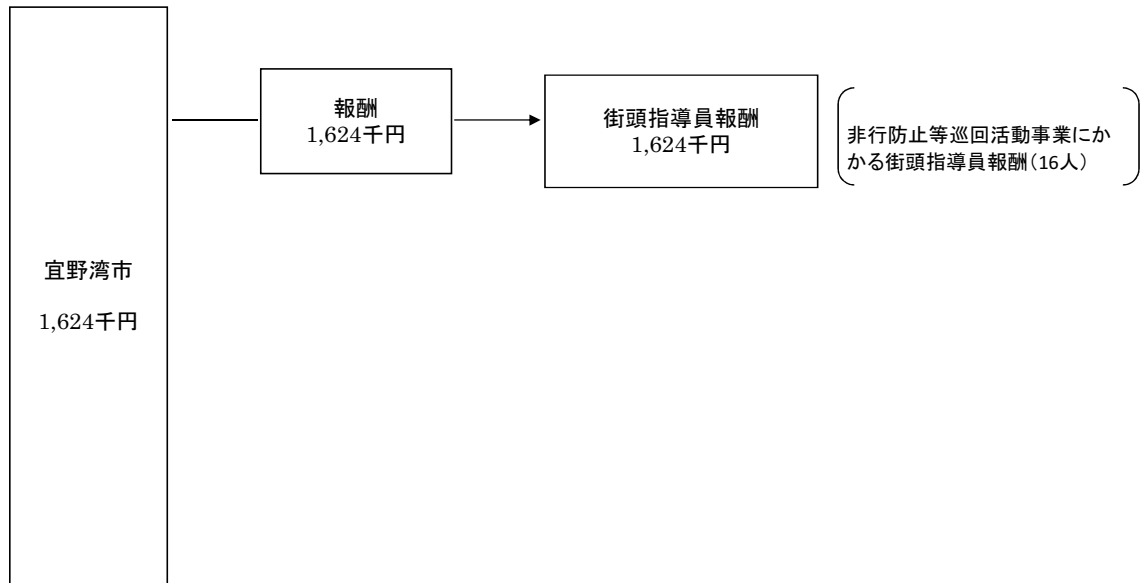 報酬
1,624千円
街頭指導員報酬
1,624千円
非行防止等巡回活動事業にか
かる街頭指導員報酬(16人)
宜野湾市
1,624千円